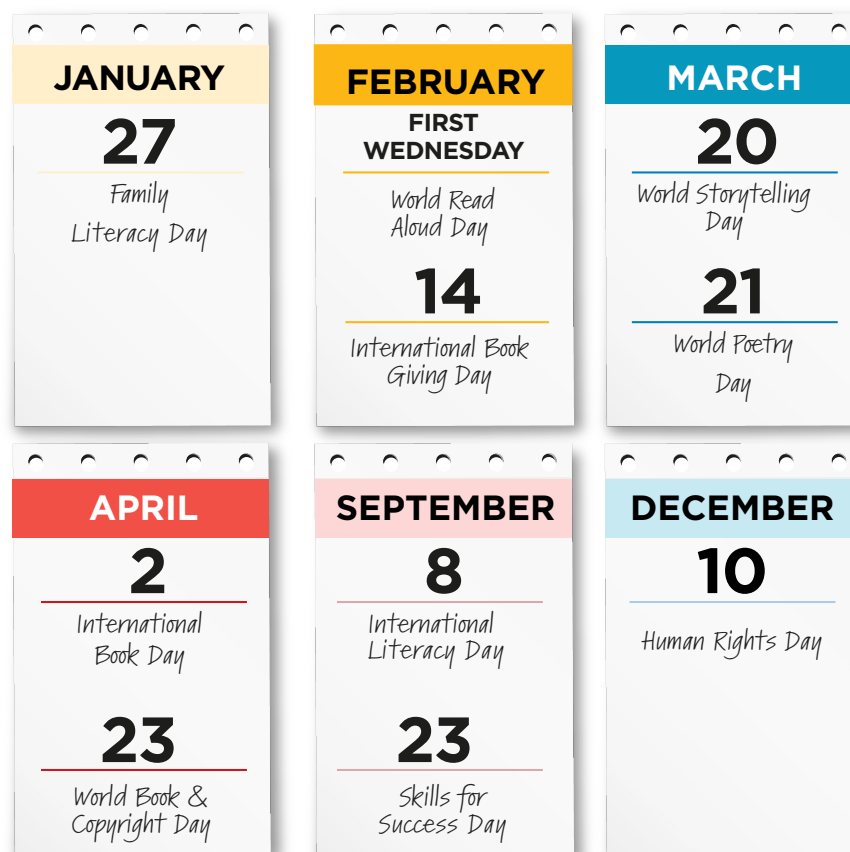 JANUARY
27
Family
Literacy Day
FEBRUARY
FIRST
WEDNESDAY
World Read
Aloud Day
14
International Book
Giving Day
MARCH
20
World Storytelling
Day
21
World Poetry
Day
APRIL
2
International
Book Day
23
World Book &
Copyright Day
SEPTEMBER
8
International
Literacy Day
23
Skills for
Success Day
DECEMBER
10
Human Rights Day